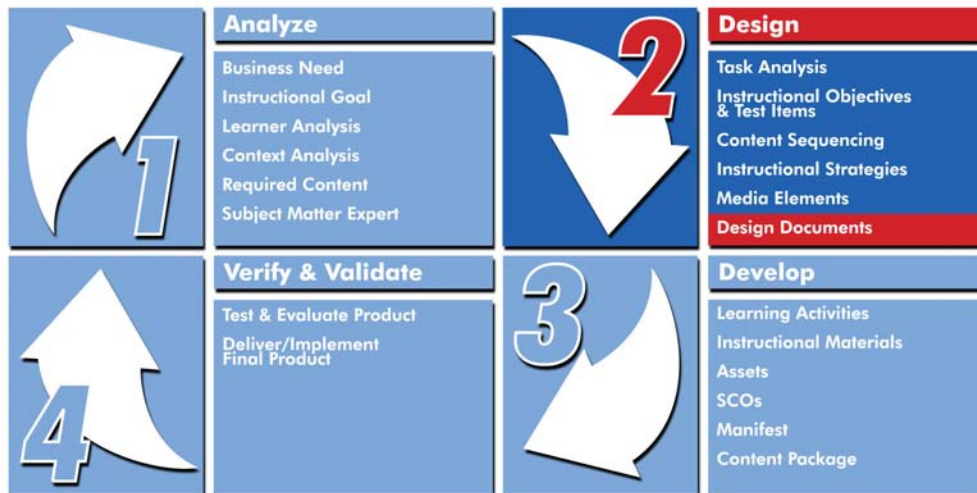 1
Analyze
Business Need
Instructional Goal
Learner Analysis
Context Analysis
Required Content
Subject Matter Expert
2
Design
Task Analysis
Instructional Objectives
& Test Items
Content Sequencing
Instructional Strategies
Media Elements
Design Documents
3
Develop
Learning Activities
Instructional Materials
Assets
SCOs
Manifest
Content Package
4
Verify & Validate
Test & Evaluate Product
Deliver/Implement
Final Product